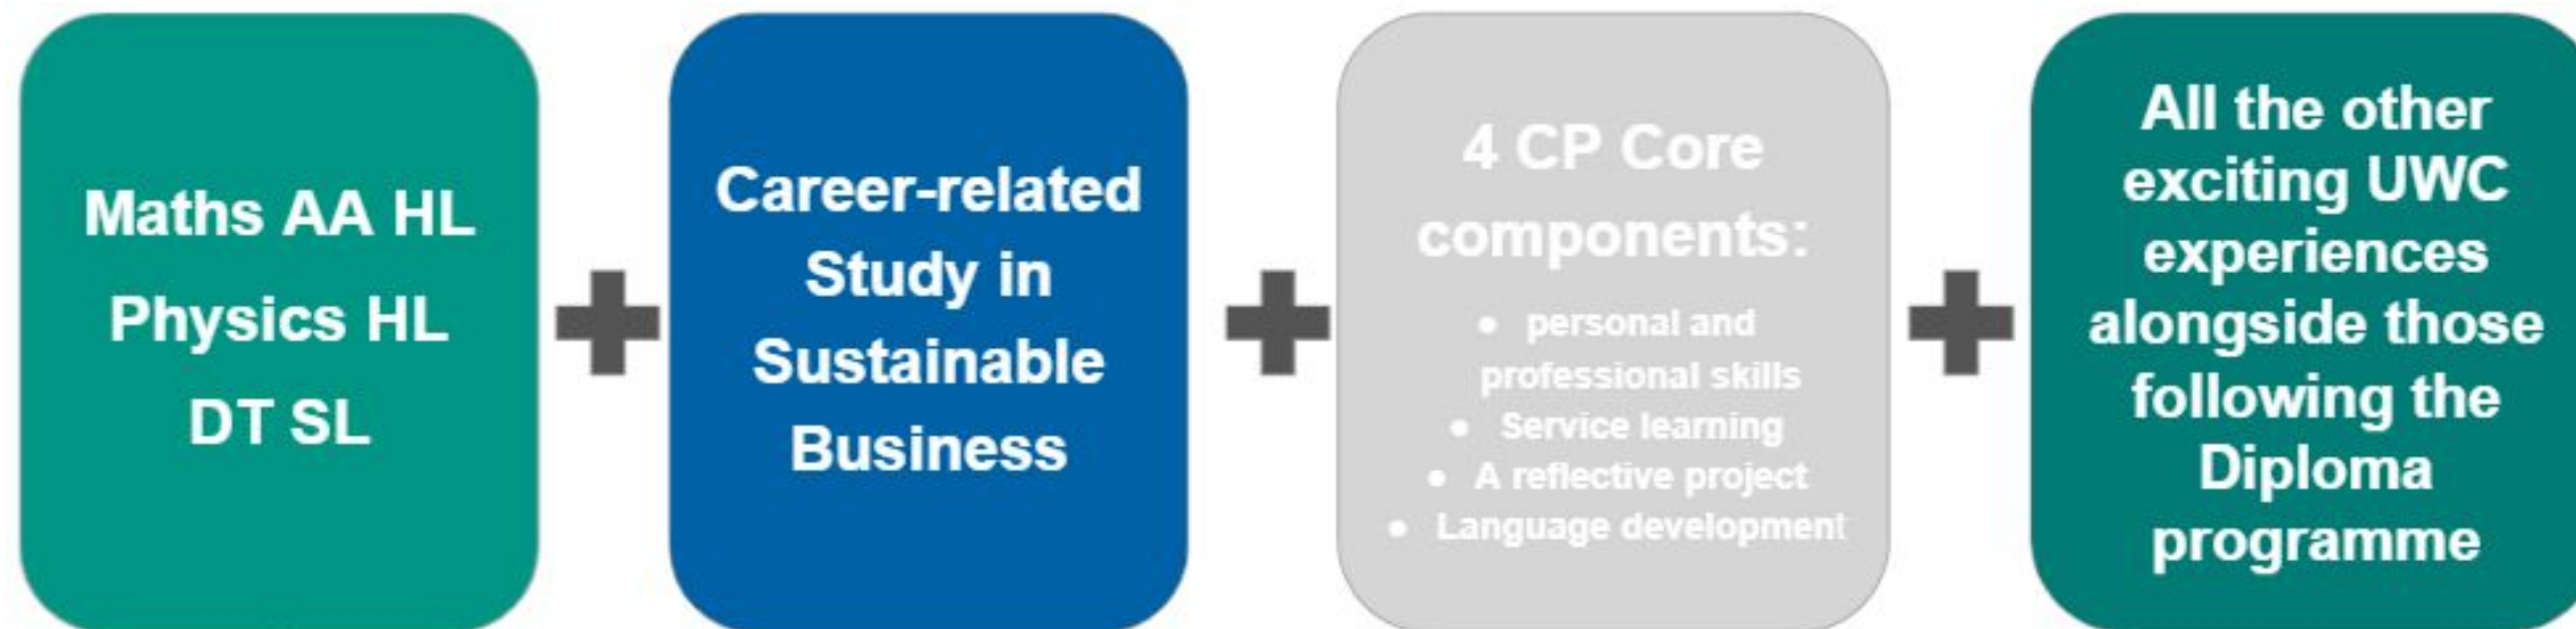 Maths AA HL
Physics HL
DT SL
Career-related
Study in
Sustainable
Business
4 CP Core
components:
● personal and
professional skills
● Service learning
● A reflective project
● Language development
All the other
exciting UWC
experiences
alongside those
following the
Diploma
programme